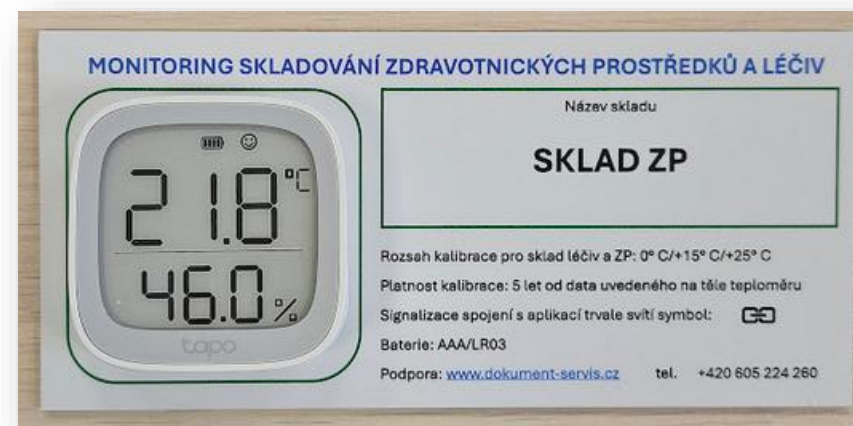 MONITORING SKLADOVÁNÍ ZDRAVOTNICKÝCH PROSTŘEDKŮ A LÉČIV
21.8 °C
46.0 %
tapo
Název skladu
SKLAD ZP
Rozsah kalibrace pro sklad léčiv a ZP: 0° C/+15° C/+25° C
Platnost kalibrace: 5 let od data uvedeného na těle teploměru
Signalizace spojení s aplikací trvale svítí symbol:
Baterie: AAA/LR03
Podpora: www.dokument-servis.cz tel. +420 605 224 260